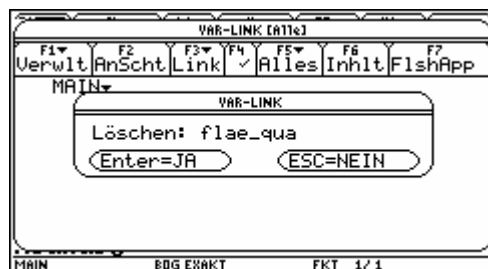 VAR-LINK [Alle]
F1▾ F2 F3▾ F4 F5▾ F6 F7
Verwlt AnScht Link ✓ Alles Inhlt FlshApp
MAIN▾
VAR-LINK
Löschen: flae_qua
Enter=JA ESC=NEIN
MAIN BOG EXAKT FKT 1/1